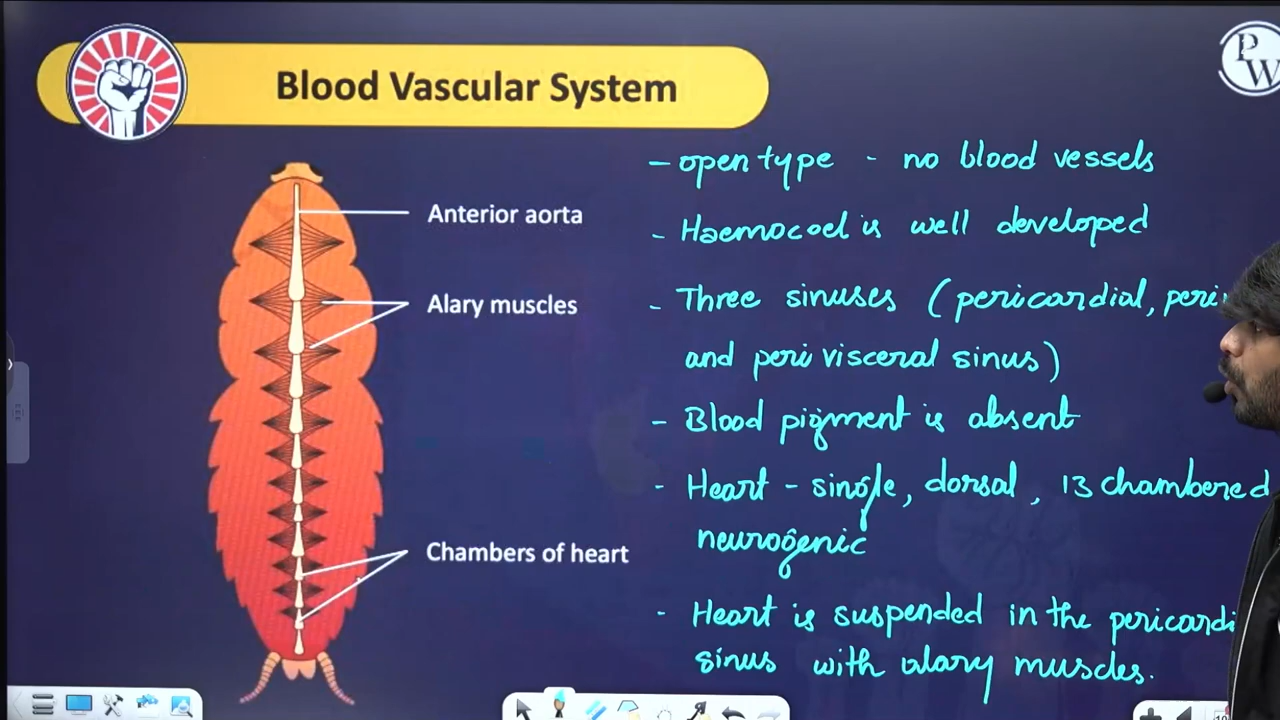 Blood Vascular System
PW
Anterior aorta
Alary muscles
Chambers of heart
– open type - no blood vessels
- Haemocoel is well developed
- Three sinuses (pericardial,
and perivisceral sinus)
- Blood pigment is absent
- Heart - single, dorsal, 13 chambered
neurogenic
- Heart is suspended in the
sinus with alary muscles.